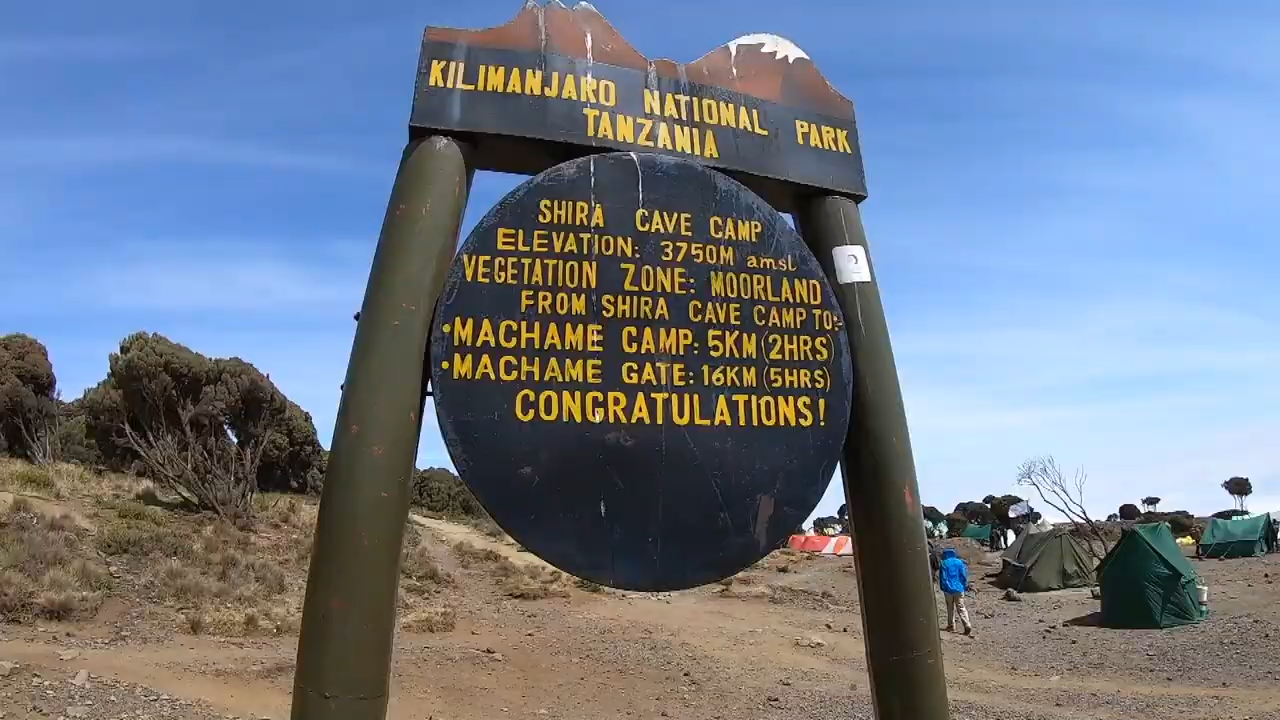 KILIMANJARO NATIONAL PARK
TANZANIA
SHIRA CAVE CAMP
ELEVATION: 3750M amsl
VEGETATION ZONE: MOORLAND
FROM SHIRA CAVE CAMP TO:
•MACHAME CAMP: 5KM (2HRS)
•MACHAME GATE: 16KM (5HRS)
CONGRATULATIONS!